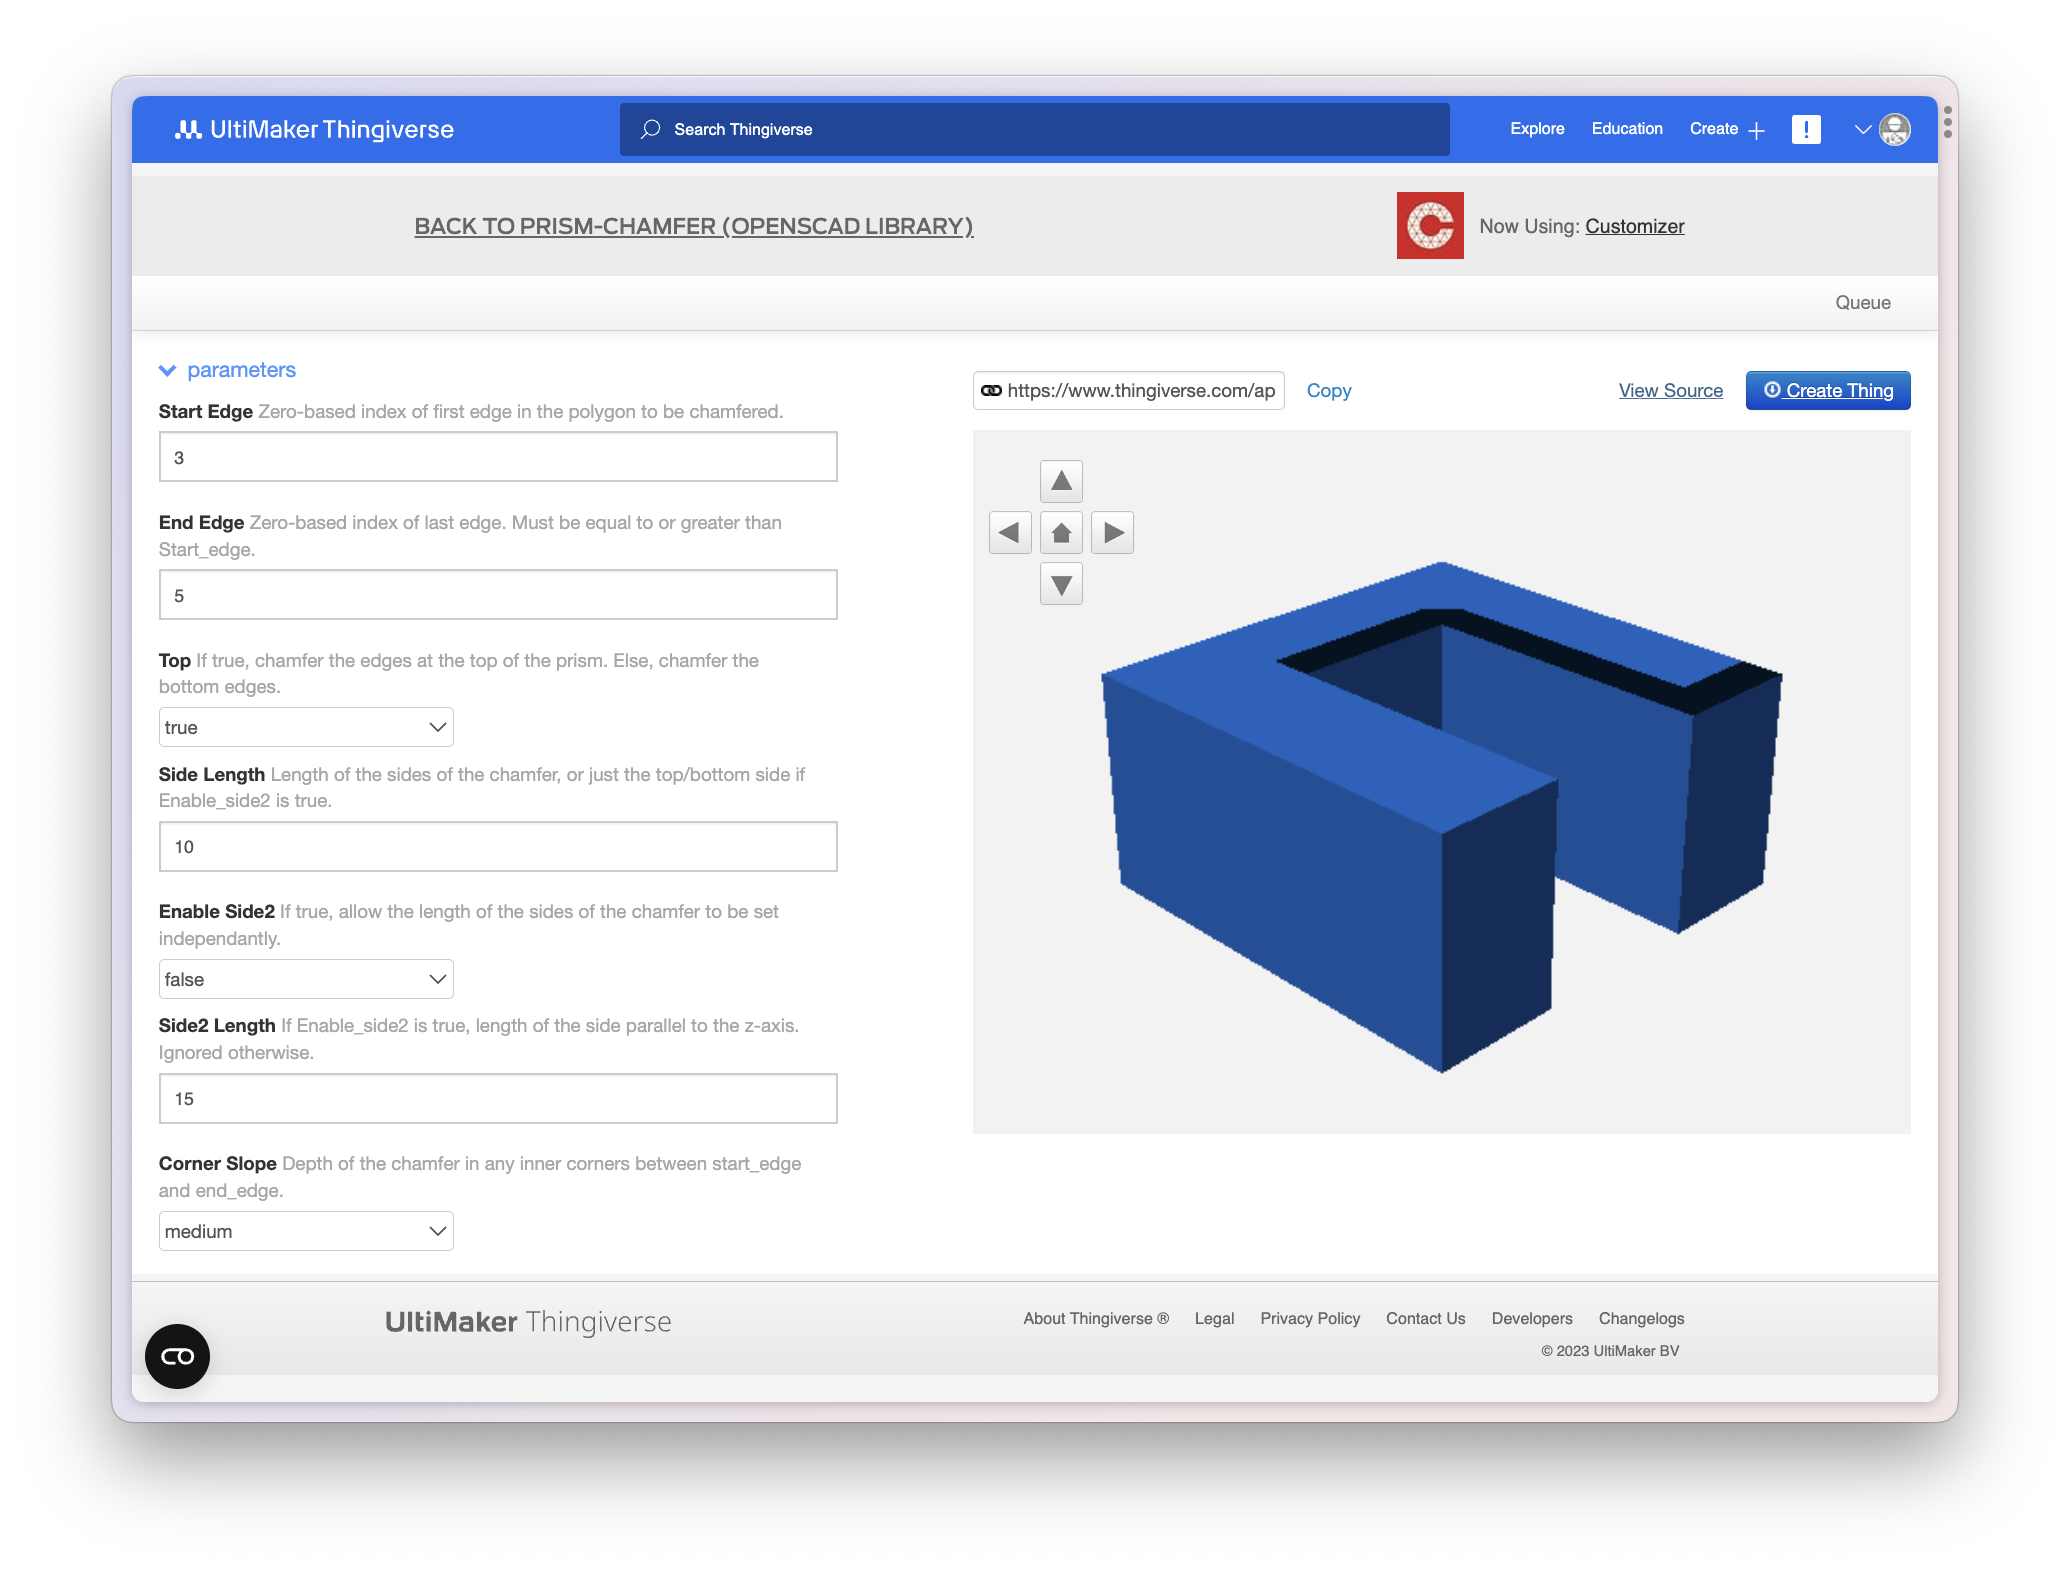 UltiMaker Thingiverse
Search Thingiverse
Explore Education Create
!
BACK TO PRISM-CHAMFER (OPENSCAD LIBRARY)
C
Now Using: Customizer
Queue
parameters
Start Edge Zero-based index of first edge in the polygon to be chamfered.
3
End Edge Zero-based index of last edge. Must be equal to or greater than
Start_edge.
5
Top If true, chamfer the edges at the top of the prism. Else, chamfer the
bottom edges.
true
Side Length Length of the sides of the chamfer, or just the top/bottom side if
Enable_side2 is true.
10
Enable Side2 If true, allow the length of the sides of the chamfer to be set
independantly.
false
Side2 Length If Enable_side2 is true, length of the side parallel to the z-axis.
Ignored otherwise.
15
Corner Slope Depth of the chamfer in any inner corners between start_edge
and end_edge.
medium
https://www.thingiverse.com/ap
Copy
View Source
Create Thing
UltiMaker Thingiverse
About Thingiverse ® Legal Privacy Policy Contact Us Developers Changelogs
© 2023 UltiMaker BV